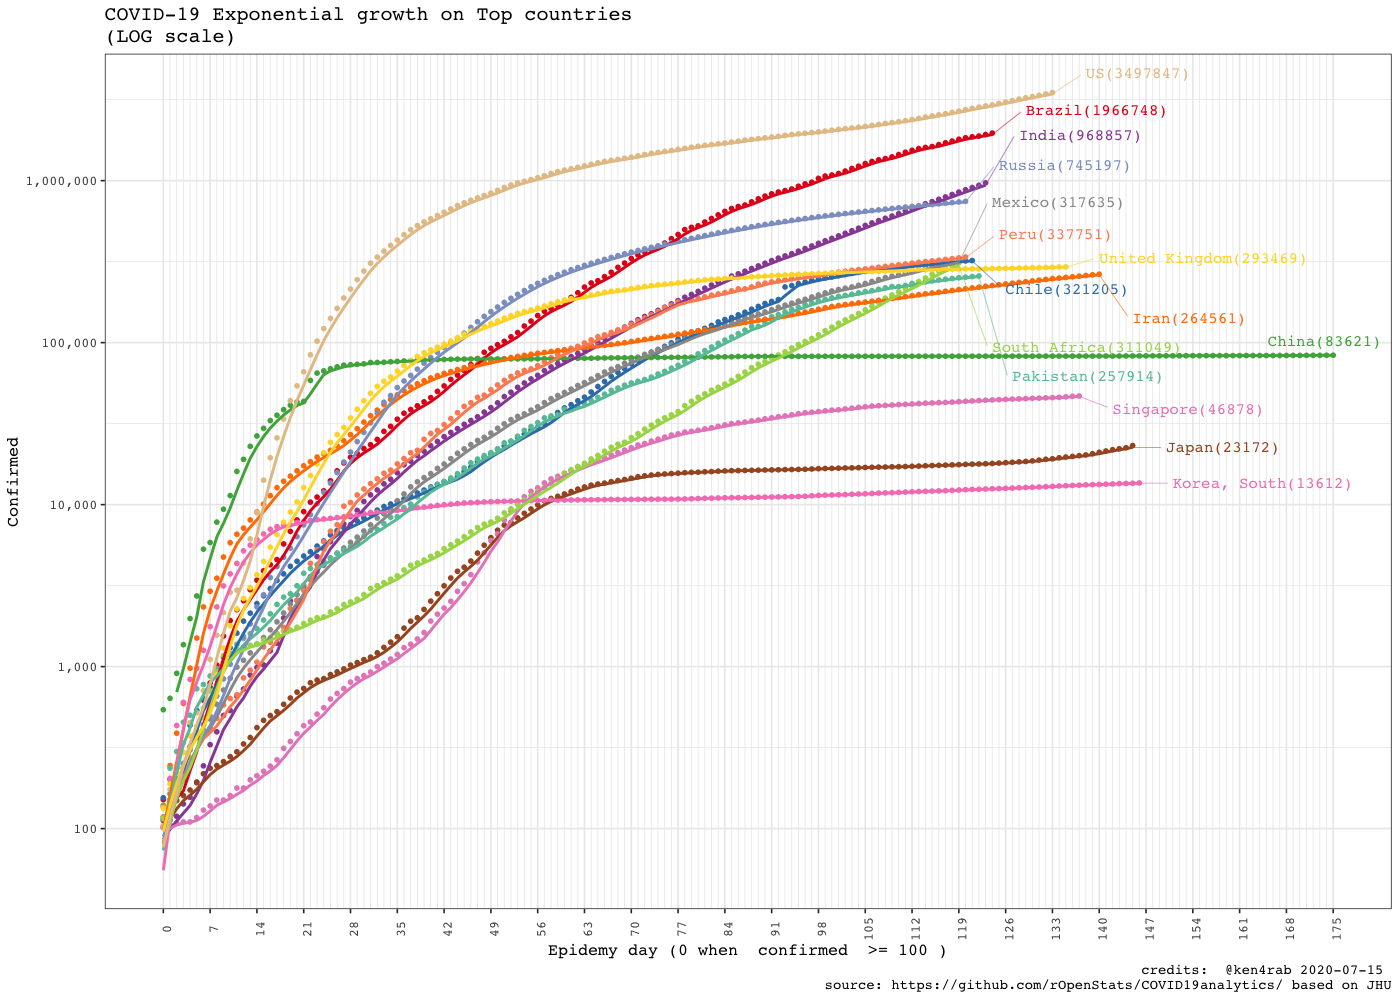 COVID-19 Exponential growth on Top countries
(LOG scale)
US(3497847)
Brazil(1966748)
India(968857)
Russia(745197)
Mexico(317635)
Peru(337751)
United Kingdom(293469)
Chile(321205)
Iran(264561)
China(83621)
South Africa(311049)
Pakistan(257914)
Singapore(46878)
Japan(23172)
Korea, South(13612)
1,000,000
100,000
10,000
1,000
100
Confirmed
0 7 14 21 28 35 42 49 56 63 70 77 84 91 98 105 112 119 126 133 140 147 154 161 168 175
Epidemy day (0 when  confirmed  >= 100 )
credits:  @ken4rab 2020-07-15
source: https://github.com/rOpenStats/COVID19analytics/ based on JHU